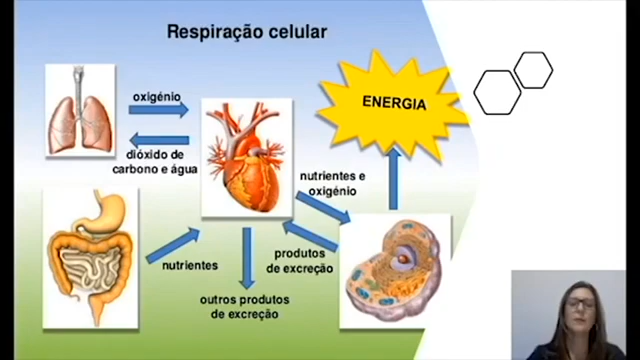 Respiração celular
oxigénio
ENERGIA
dióxido de
carbono e água
nutrientes e
oxigénio
nutrientes
produtos
de excreção
outros produtos
de excreção